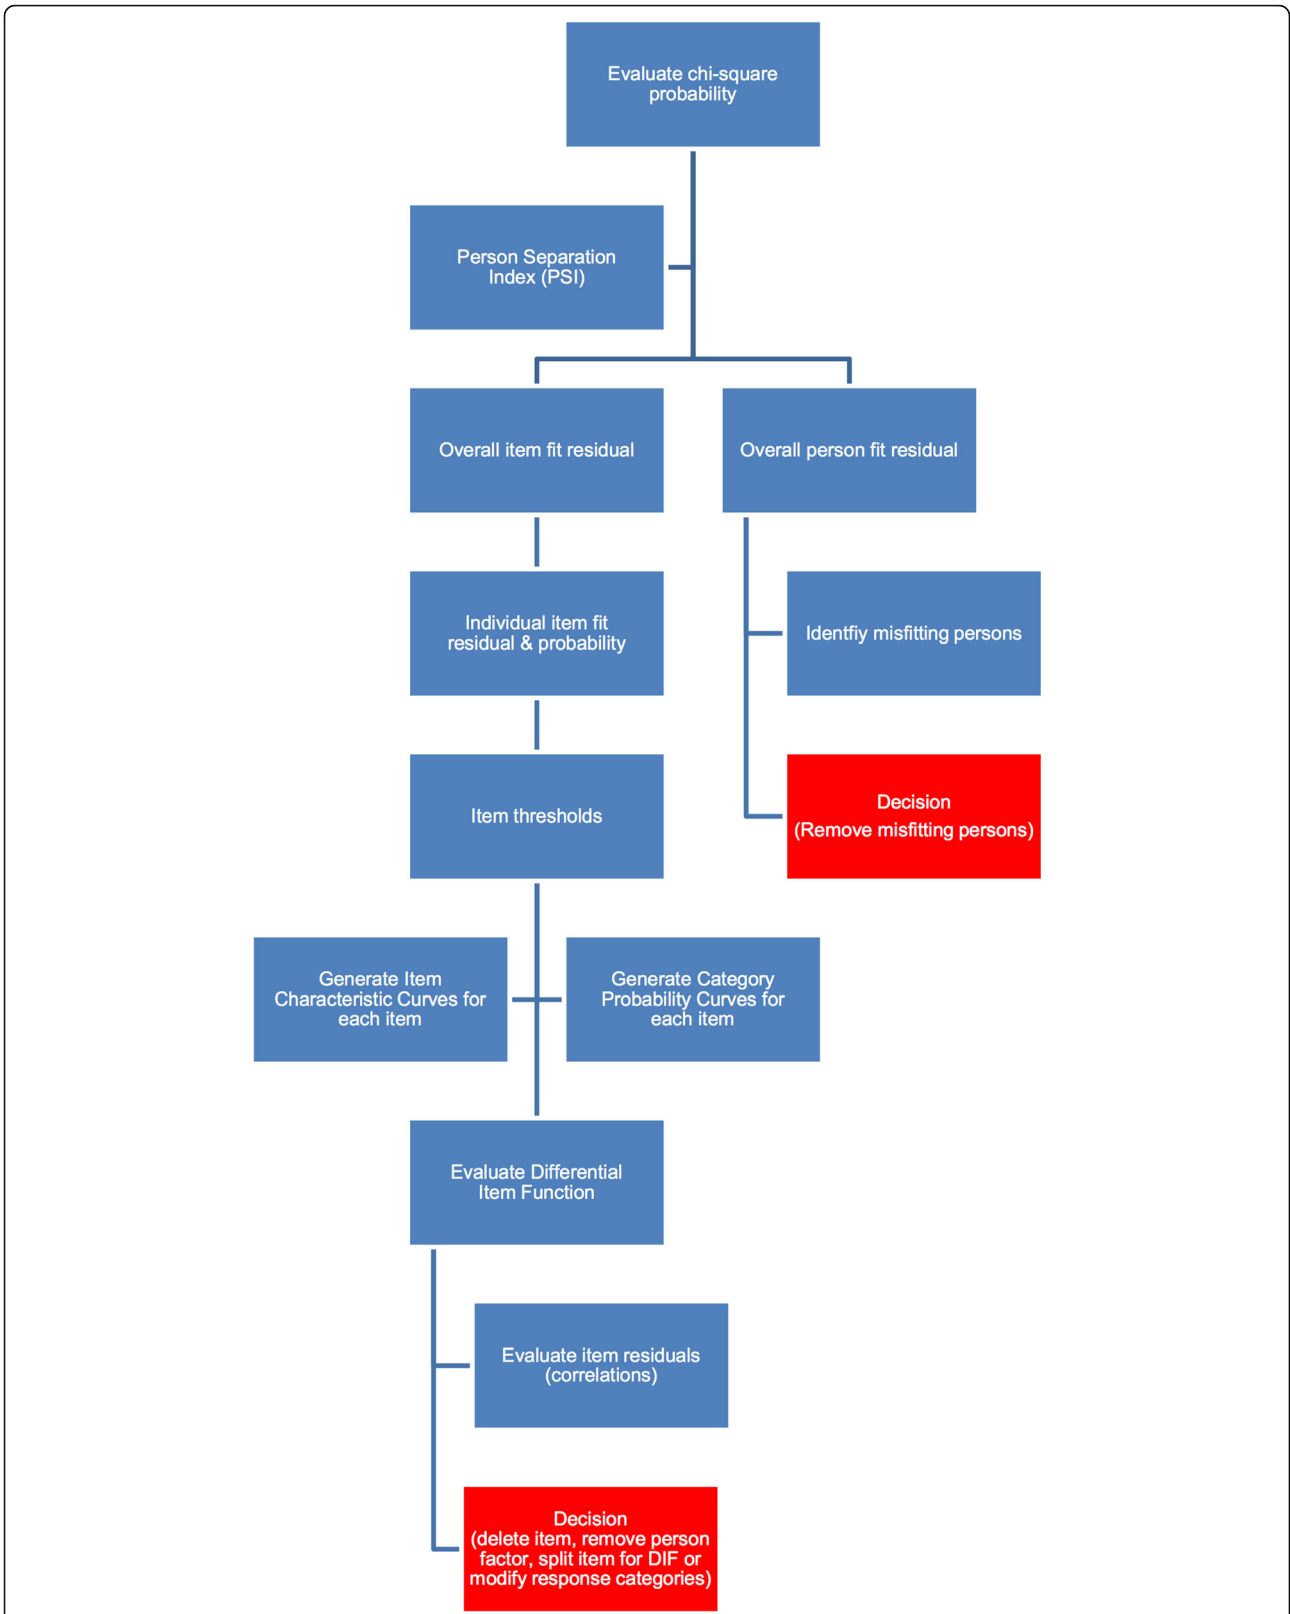 Evaluate chi-square
probability
Person Separation
Index (PSI)
Overall item fit residual
Overall person fit residual
Individual item fit
residual & probability
Identfiy misfitting persons
Item thresholds
Decision
(Remove misfitting persons)
Generate Item
Characteristic Curves for
each item
Generate Category
Probability Curves for
each item
Evaluate Differential
Item Function
Evaluate item residuals
(correlations)
Decision
(delete item, remove person
factor, split item for DIF or
modify response categories)